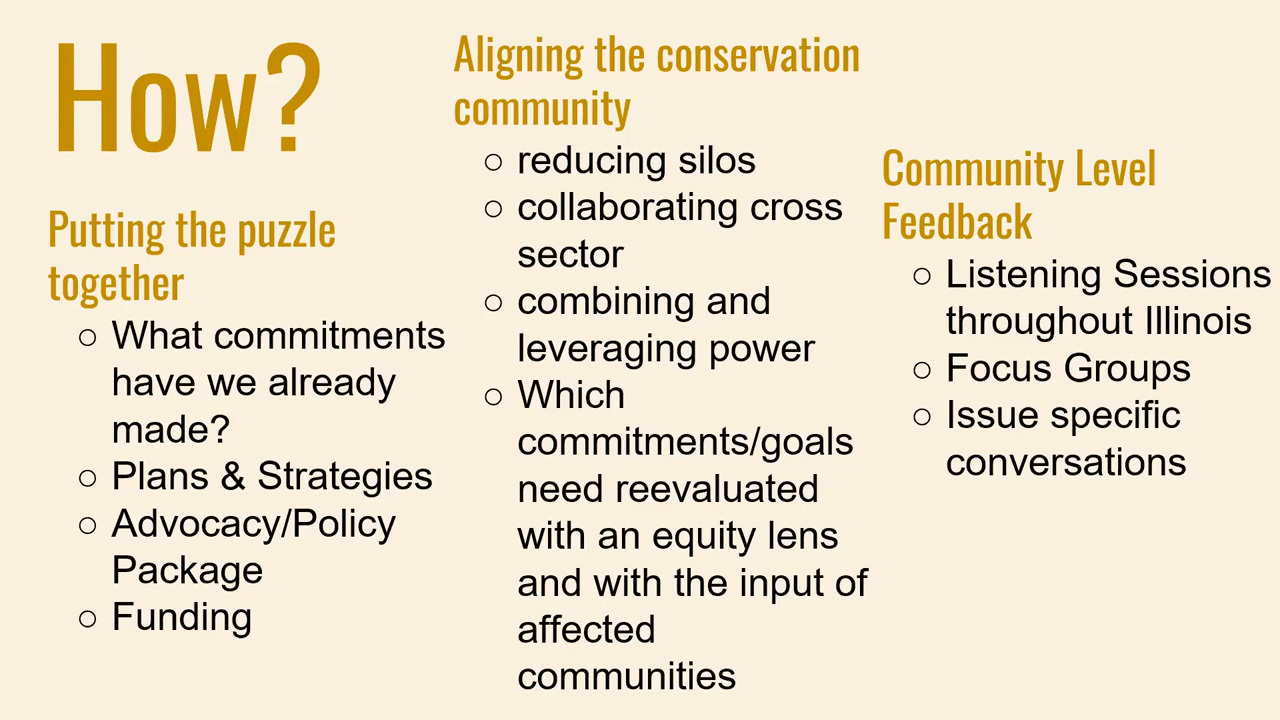 How?
Putting the puzzle
together
○ What commitments
have we already
made?
○ Plans & Strategies
○ Advocacy/Policy
Package
○ Funding
Aligning the conservation
community
○ reducing silos
○ collaborating cross
sector
○ combining and
leveraging power
○ Which
commitments/goals
need reevaluated
with an equity lens
and with the input of
affected
communities
Community Level
Feedback
○ Listening Sessions
throughout Illinois
○ Focus Groups
○ Issue specific
conversations